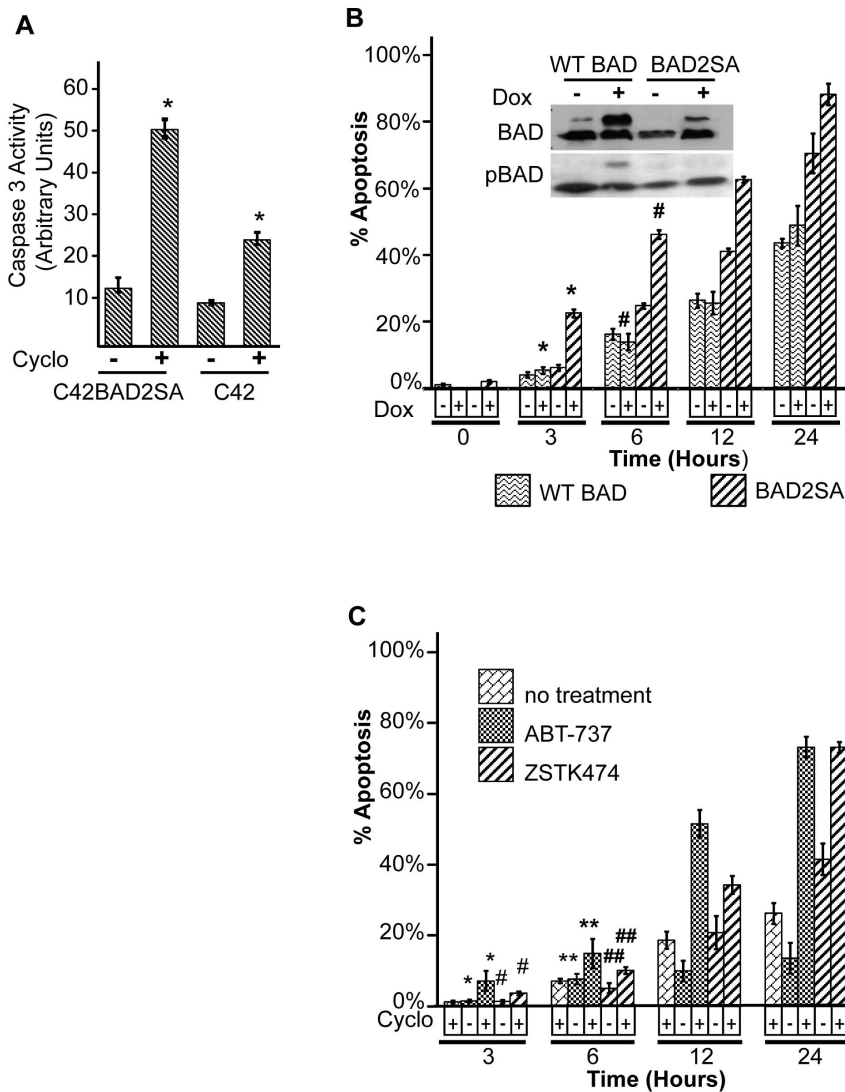 A
Caspase 3 Activity
(Arbitrary Units)
60
50
40
30
20
10
*
*
Cyclo - + - +
C42BAD2SA C42
B
% Apoptosis
100%
80%
60%
40%
20%
0%
WT BAD BAD2SA
Dox - + - +
BAD
pBAD
#
*
#
*
Dox - + - + - + - + - + - + - + - + - + - +
0 3 6 12 24
Time (Hours)
WT BAD BAD2SA
C
% Apoptosis
100%
80%
60%
40%
20%
0%
no treatment
ABT-737
ZSTK474
* * # # ** ** ## ##
Cyclo + - + - + + - + - + + - + - + + - + - +
3 6 12 24
Time (Hours)